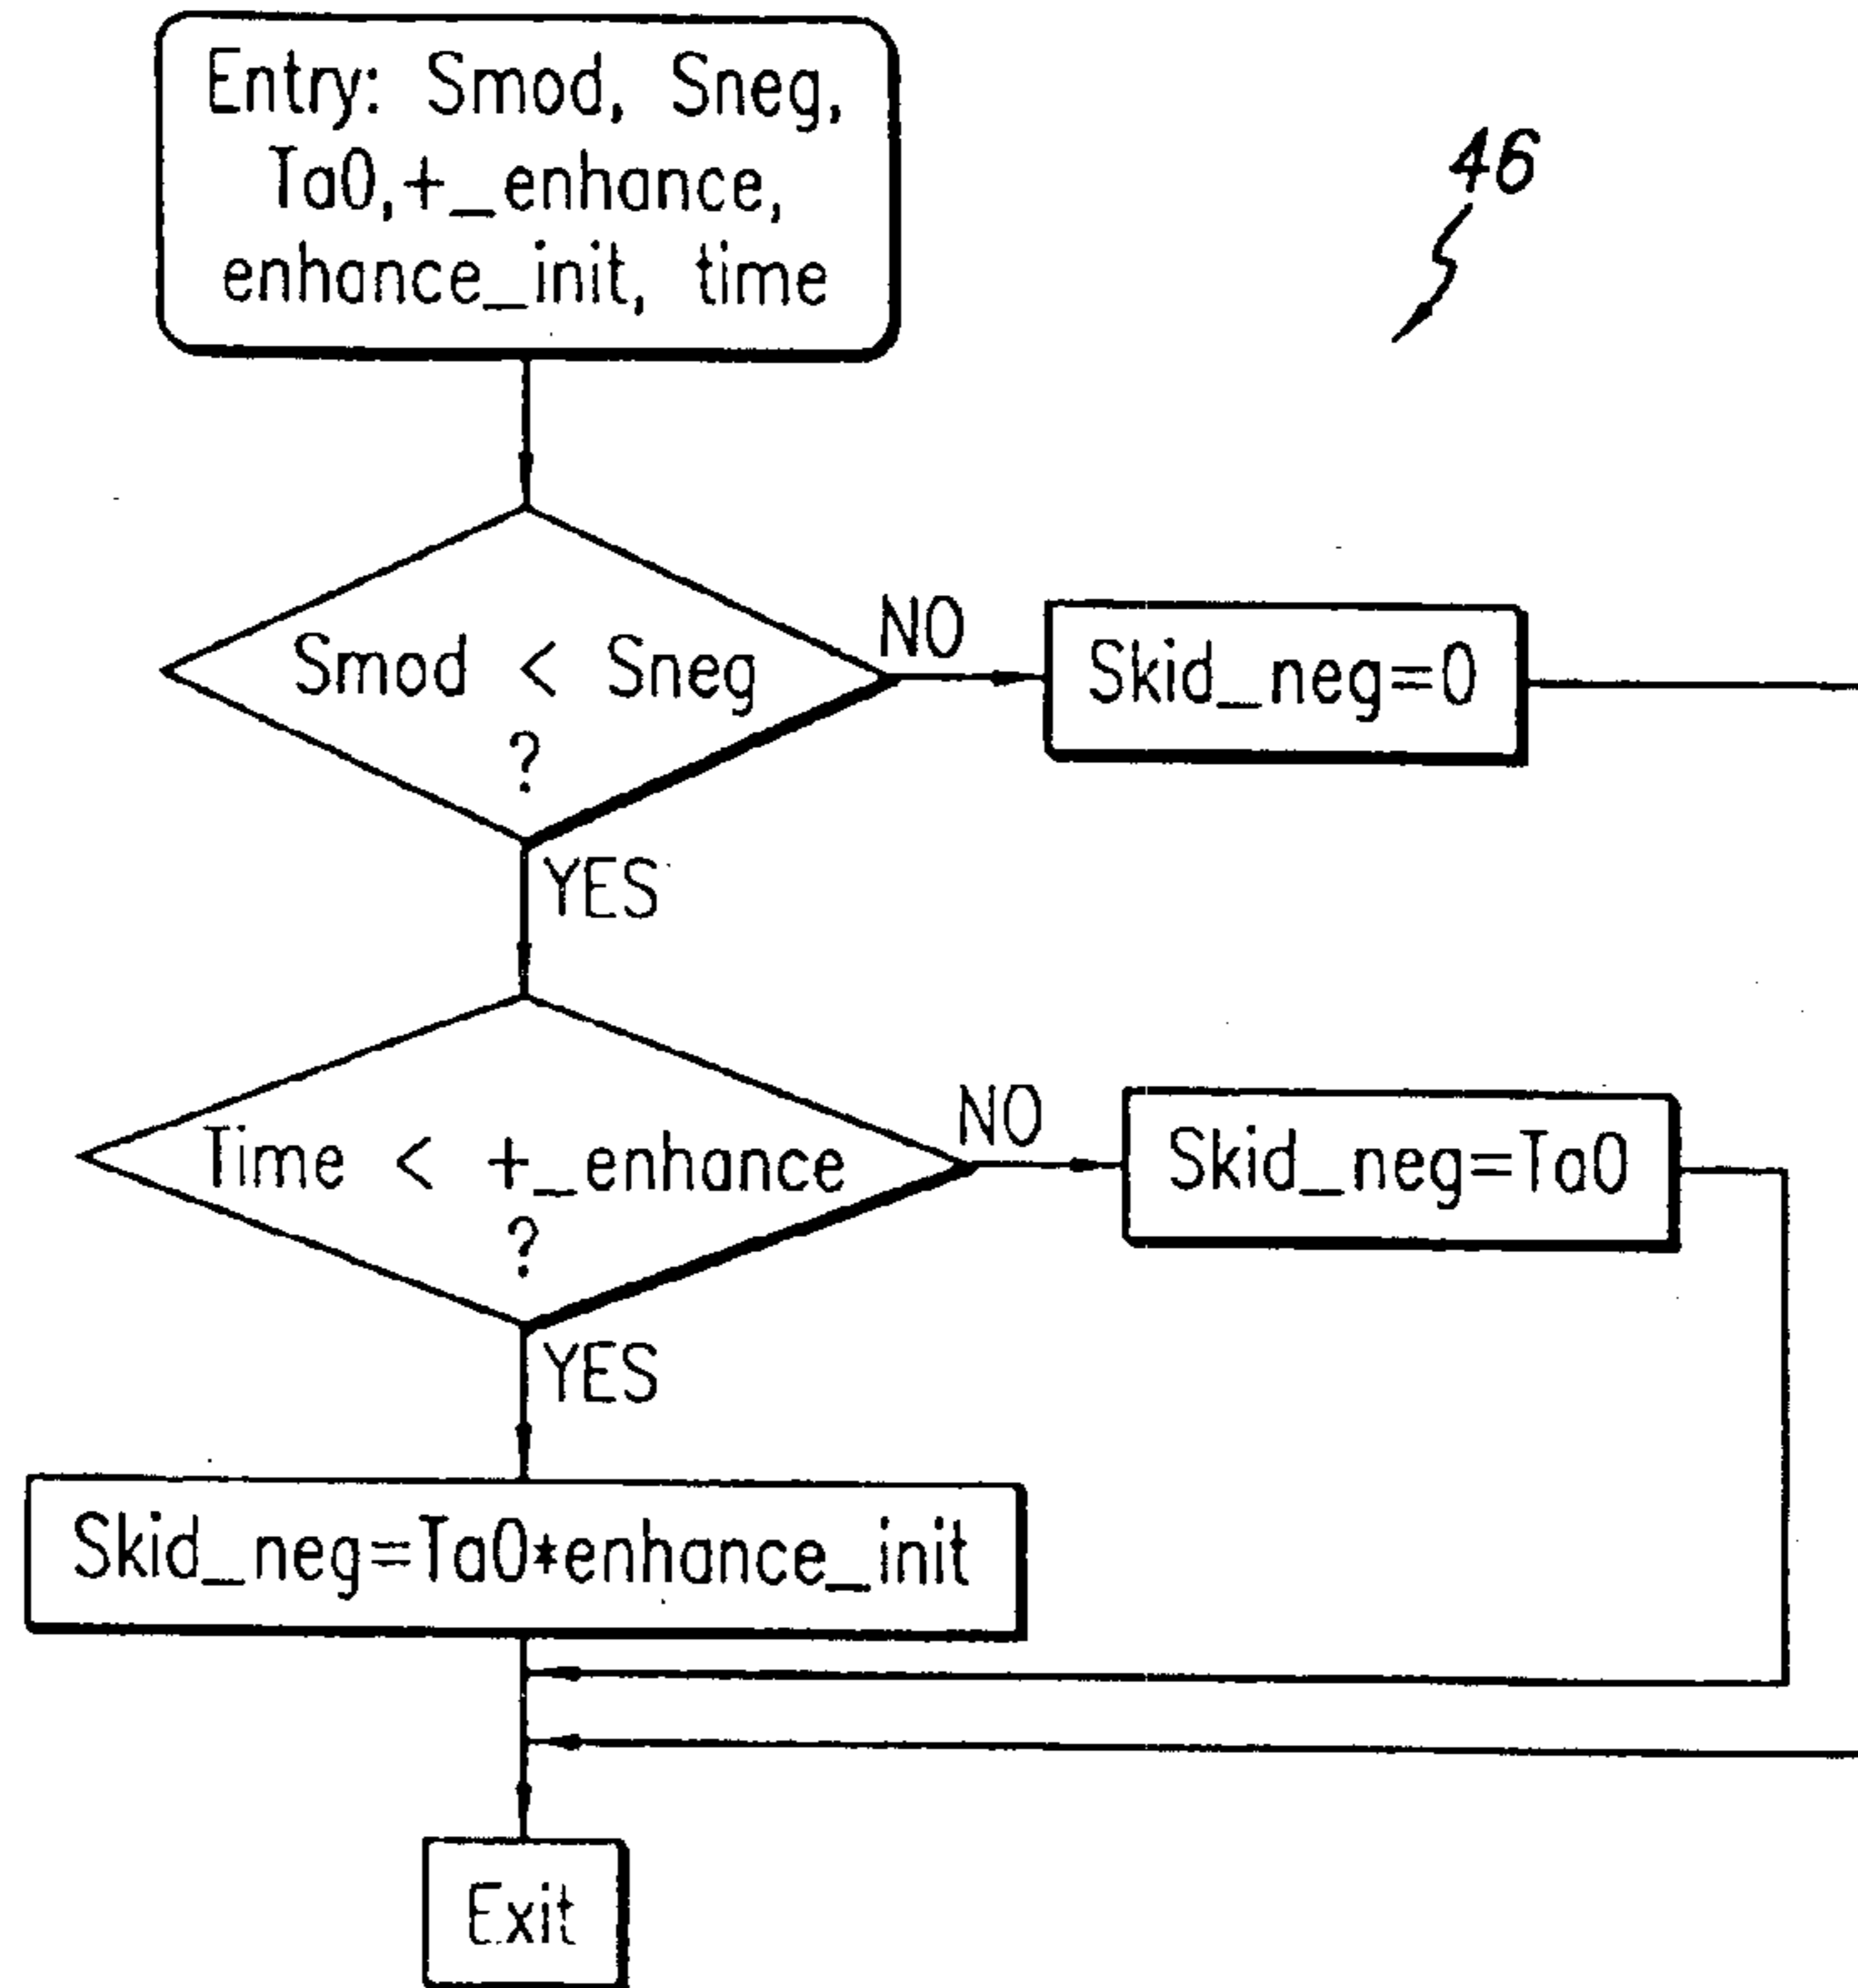 Entry: Smod, Sneg,
Ta0,+_enhance,
enhance_init, time
46
Smod < Sneg
?
NO
Skid_neg=0
YES
Time < +_enhance
?
NO
Skid_neg=Ta0
YES
Skid_neg=Ta0*enhance_init
Exit